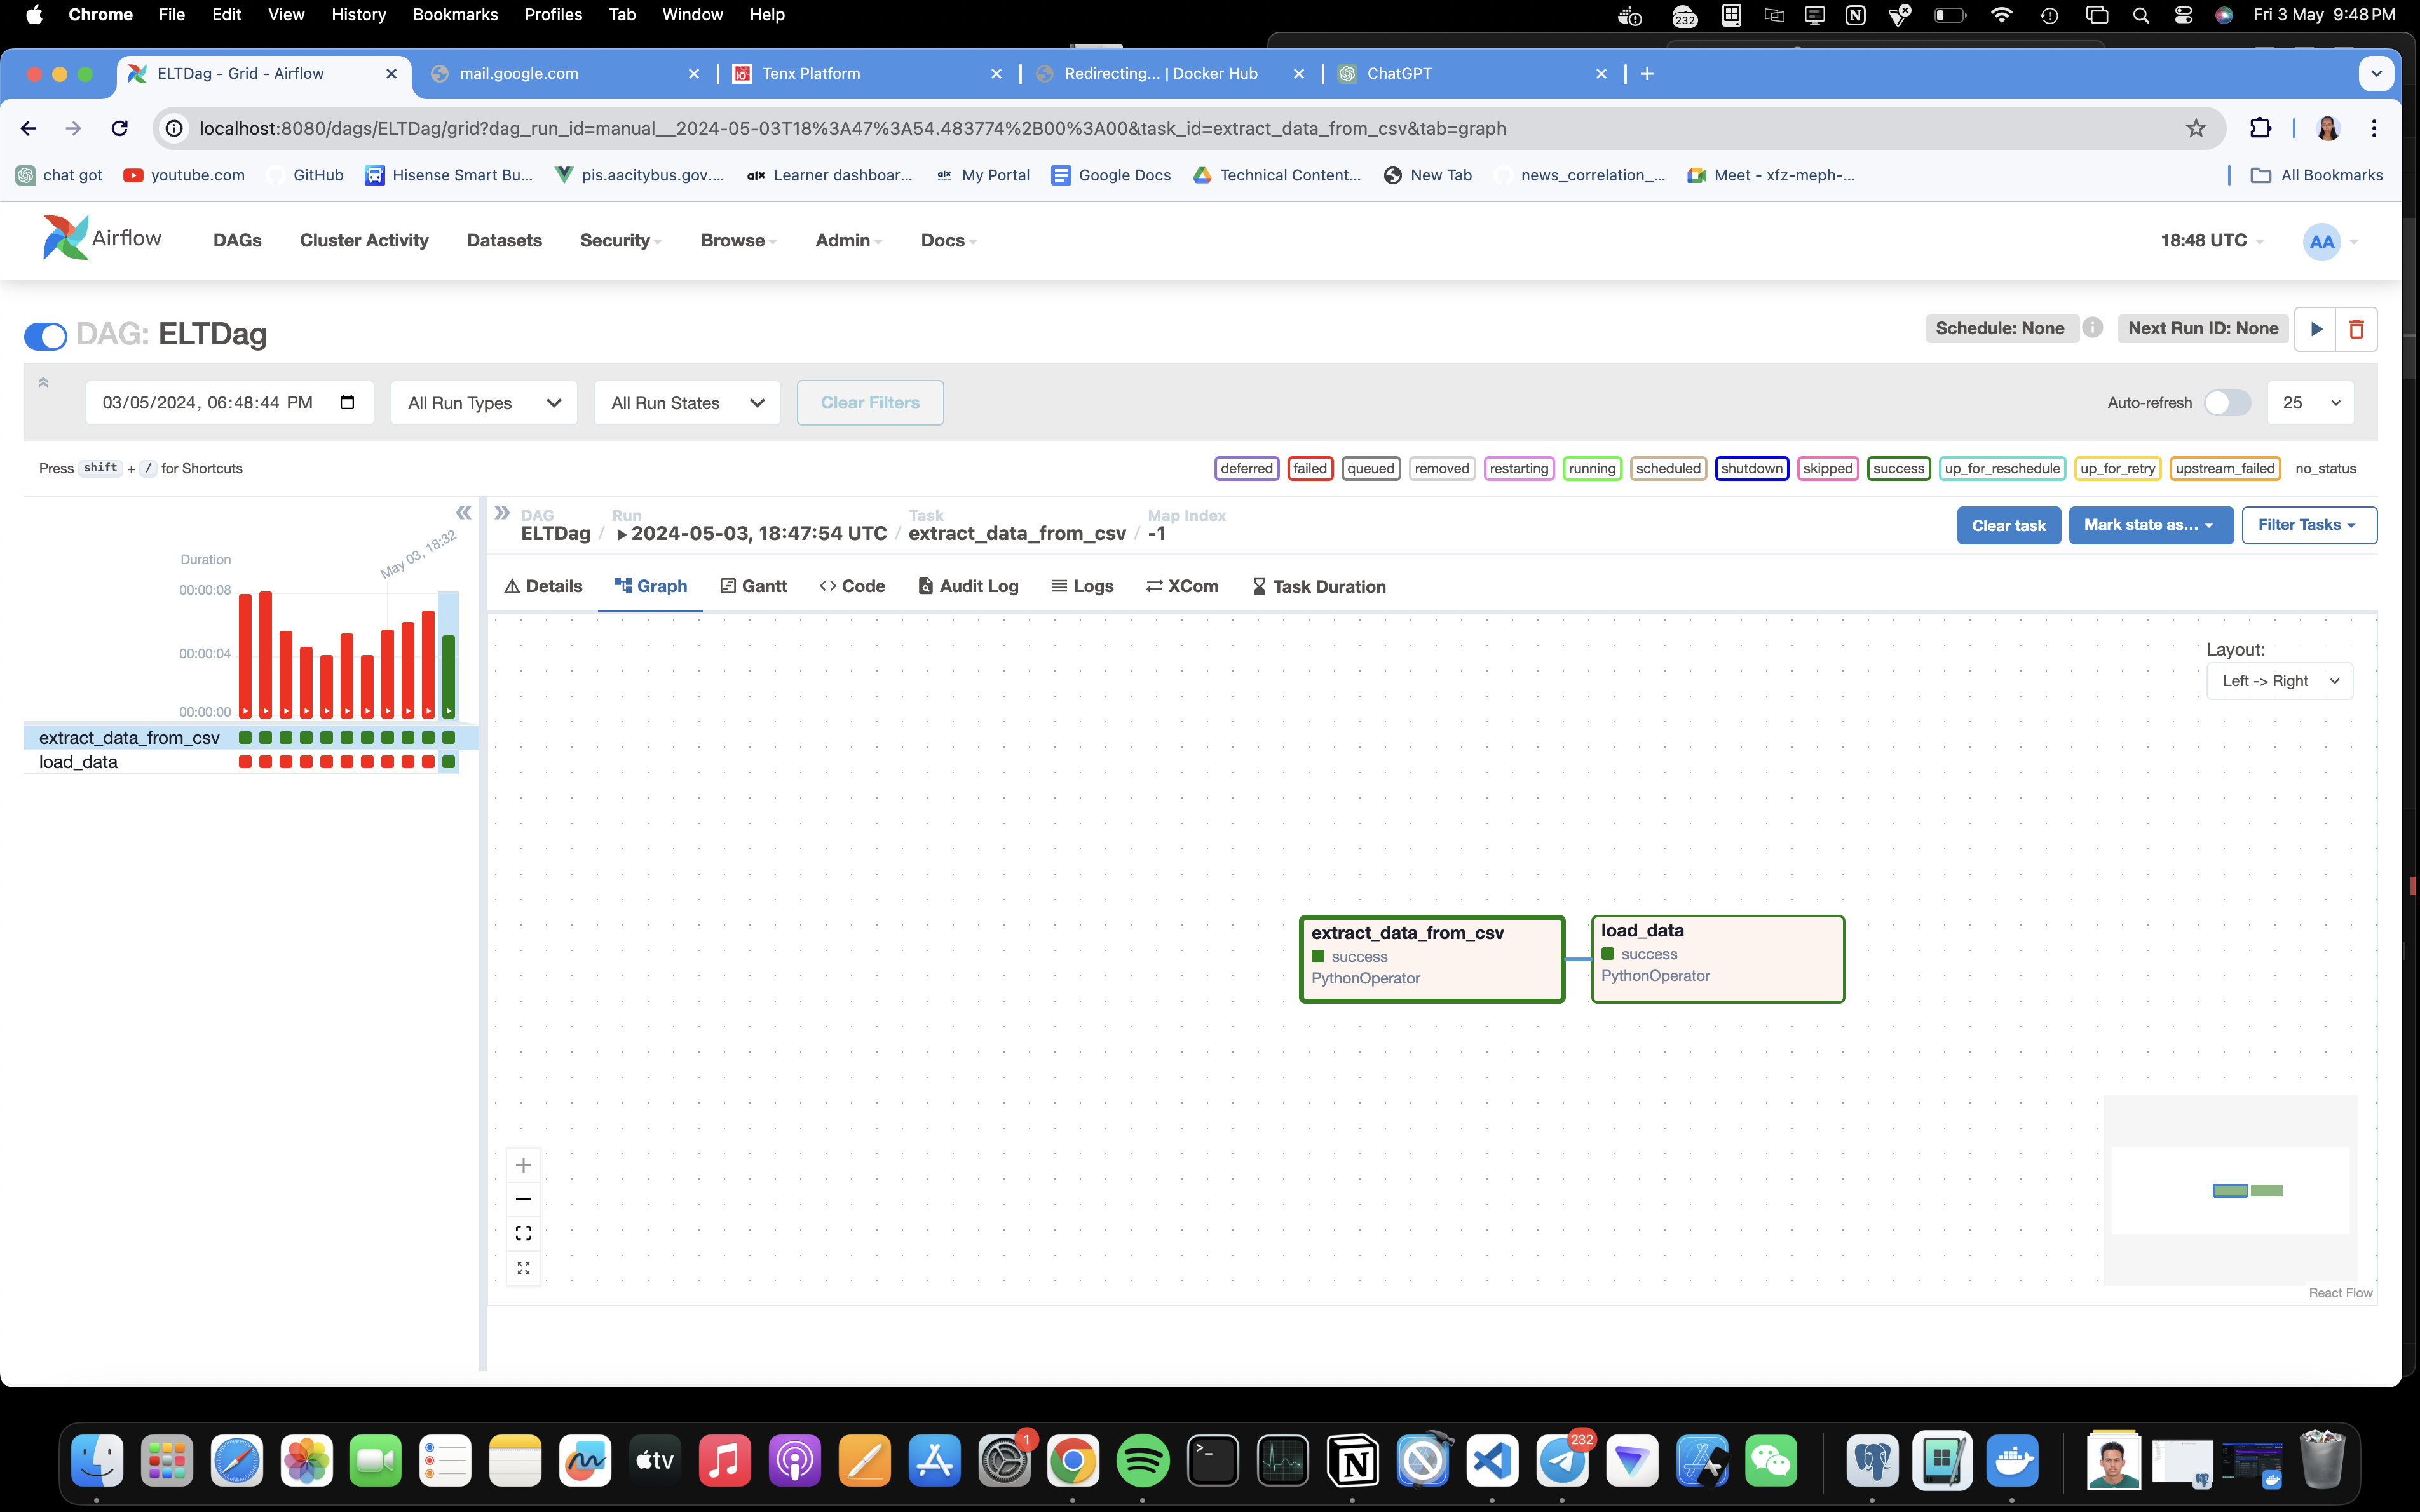 Chrome File Edit View History Bookmarks Profiles Tab Window Help 232 Fri 3 May 9:48 PM
ELTDag - Grid - Airflow mail.google.com Tenx Platform Redirecting... | Docker Hub ChatGPT
localhost:8080/dags/ELTDag/grid?dag_run_id=manual__2024-05-03T18%3A47%3A54.483774%2B00%3A00&task_id=extract_data_from_csv&tab=graph
chat got youtube.com GitHub Hisense Smart Bu... pis.aacitybus.gov.... alx Learner dashboar... alx My Portal Google Docs Technical Content... New Tab news_correlation_... Meet - xfz-meph-... All Bookmarks
Airflow DAGs Cluster Activity Datasets Security Browse Admin Docs 18:48 UTC AA
DAG: ELTDag Schedule: None i Next Run ID: None
03/05/2024, 06:48:44 PM All Run Types All Run States Clear Filters Auto-refresh 25
Press shift + / for Shortcuts deferred failed queued removed restarting running scheduled shutdown skipped success up_for_reschedule up_for_retry upstream_failed no_status
DAG Run Task Map Index
ELTDag / 2024-05-03, 18:47:54 UTC / extract_data_from_csv / -1
Clear task Mark state as... Filter Tasks
May 03, 18:32
Duration
00:00:08
00:00:04
00:00:00
extract_data_from_csv
load_data
Details Graph Gantt Code Audit Log Logs XCom Task Duration
Layout:
Left -> Right
extract_data_from_csv
success
PythonOperator
load_data
success
PythonOperator
React Flow
tv 1 232